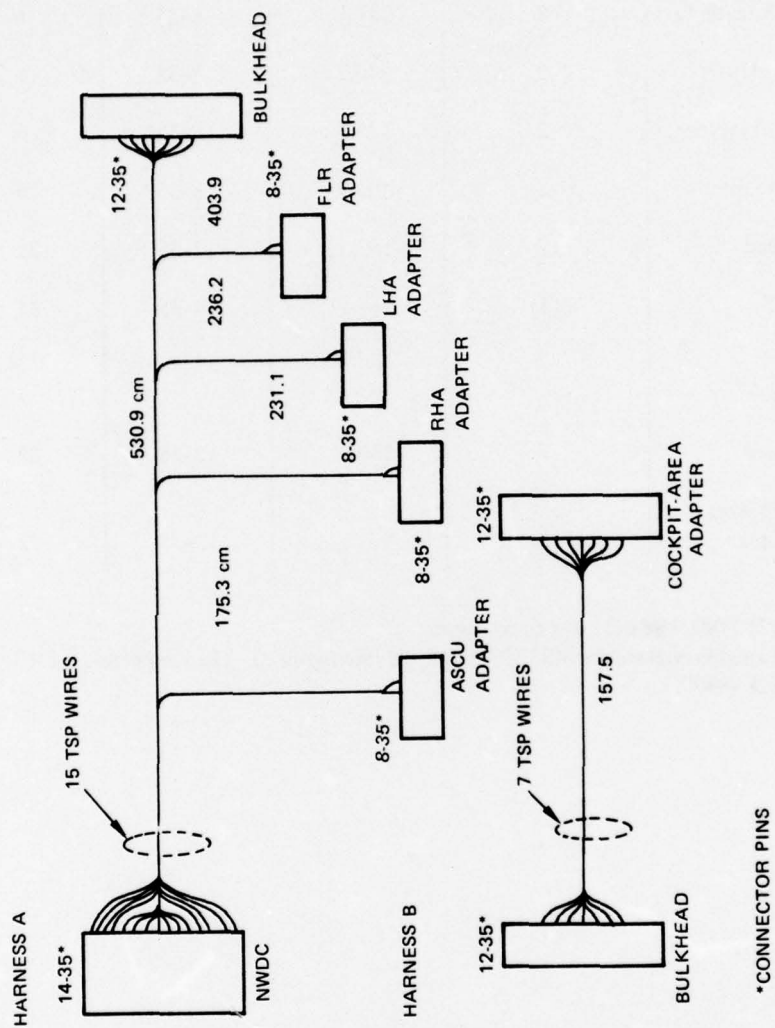 HARNESS A
14-35*
NWDC
15 TSP WIRES
530.9 cm
12-35*
BULKHEAD
175.3 cm
231.1
236.2
403.9
8-35*
ASCU
ADAPTER
8-35*
RHA
ADAPTER
8-35*
LHA
ADAPTER
8-35*
FLR
ADAPTER
HARNESS B
12-35*
BULKHEAD
7 TSP WIRES
157.5
12-35*
COCKPIT-AREA
ADAPTER
*CONNECTOR PINS